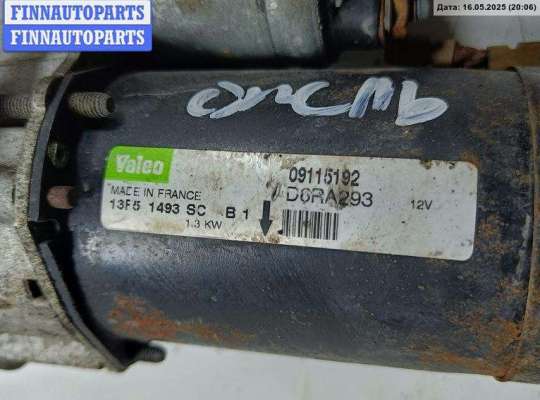 FINNAUTOPARTS
FINNAUTOPARTS
Дата: 16.05.2025 (20:06)
Valeo
MADE IN FRANCE
13F5 1493 SC B 1
1.3 KW
09115192
D6RA293
12V